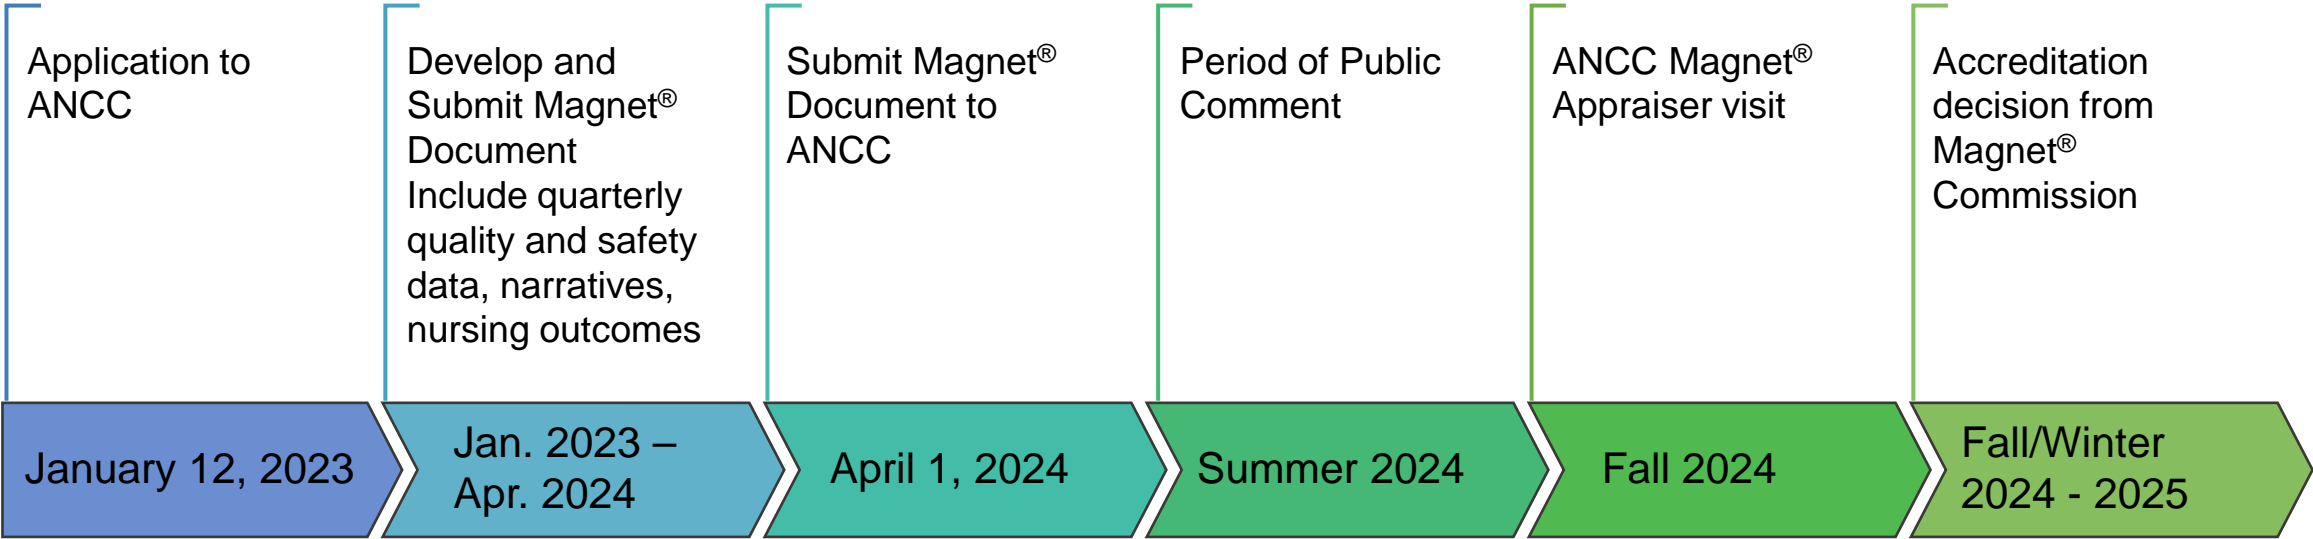 Application to
ANCC
Develop and
Submit Magnet®
Document
Include quarterly
quality and safety
data, narratives,
nursing outcomes
Submit Magnet®
Document to
ANCC
Period of Public
Comment
ANCC Magnet®
Appraiser visit
Accreditation
decision from
Magnet®
Commission
January 12, 2023
Jan. 2023 –
Apr. 2024
April 1, 2024
Summer 2024
Fall 2024
Fall/Winter
2024 - 2025